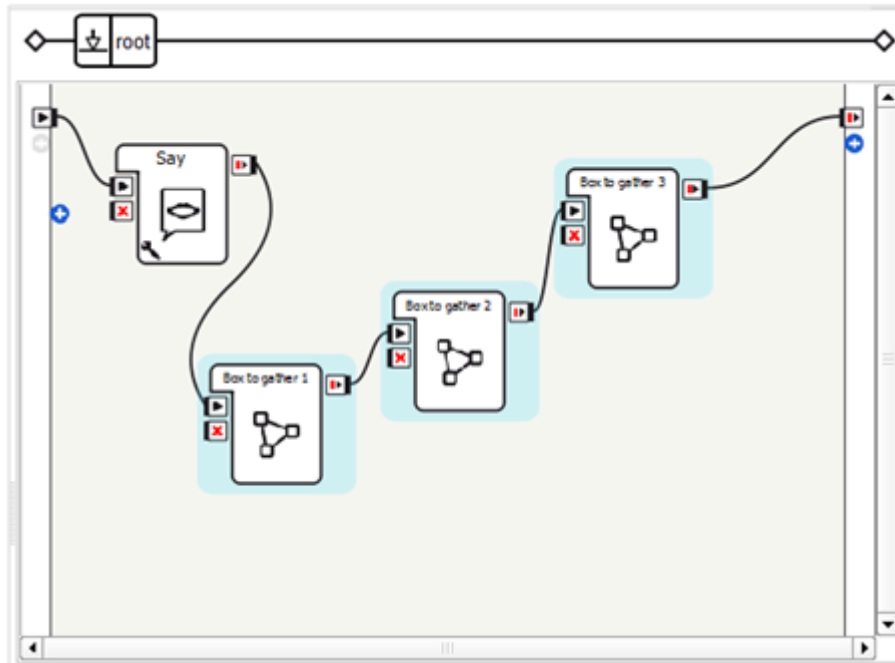 root
Say
Box to gather 3
Box to gather 2
Box to gather 1